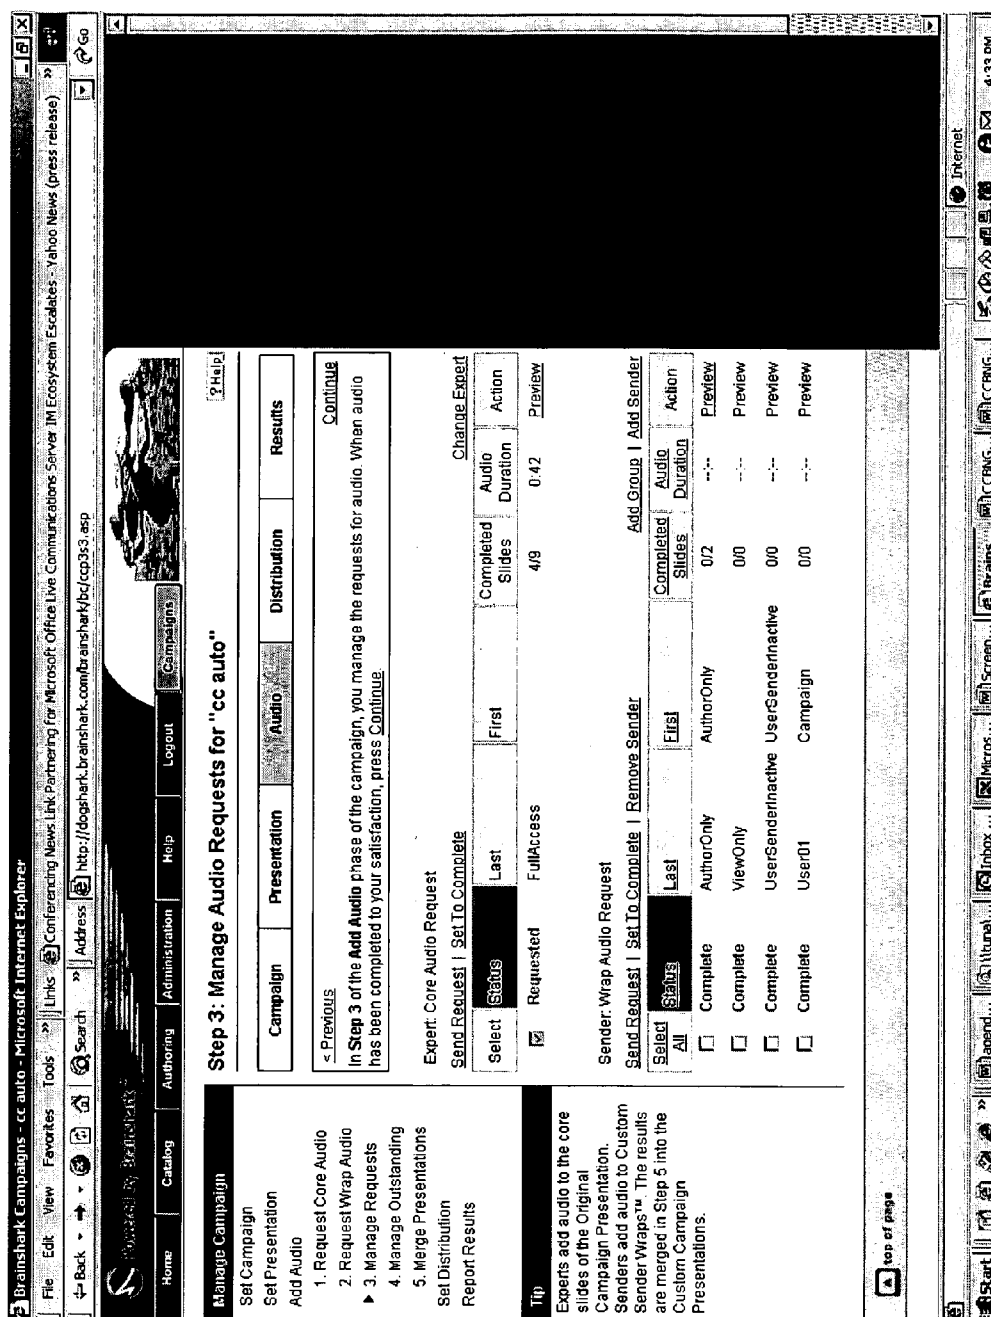 Brainshark Campaigns - cc auto - Microsoft Internet Explorer
File Edit View Favorites Tools » Links Conferencing News Link Partnering for Microsoft Office Live Communications Server IM Ecosystem Escalates - Yahoo News (press release) »
Back Search » Address http://dogshark.brainshark.com/brainshark/bc/ccp3s3.asp Go
Powered By Brainshark
Home Catalog Authoring Administration Help Logout Campaigns
Manage Campaign
Set Campaign
Set Presentation
Add Audio
1. Request Core Audio
2. Request Wrap Audio
3. Manage Requests
4. Manage Outstanding
5. Merge Presentations
Set Distribution
Report Results
Tip
Experts add audio to the core
slides of the Original
Campaign Presentation.
Senders add audio to Custom
Sender Wraps™. The results
are merged in Step 5 into the
Custom Campaign
Presentations.
Step 3: Manage Audio Requests for "cc auto"
? Help
Campaign Presentation Audio Distribution Results
< Previous Continue
In Step 3 of the Add Audio phase of the campaign, you manage the requests for audio. When audio
has been completed to your satisfaction, press Continue
Expert: Core Audio Request
Send Request | Set To Complete Change Expert
Select Status Last First Completed Slides Audio Duration Action
Requested FullAccess 4/9 0:42 Preview
Sender: Wrap Audio Request
Send Request | Set To Complete | Remove Sender Add Group | Add Sender
Select All Status Last First Completed Slides Audio Duration Action
Complete AuthorOnly AuthorOnly 0/2 --:-- Preview
Complete ViewOnly 0/0 --:-- Preview
Complete UserSenderInactive UserSenderInactive 0/0 --:-- Preview
Complete User01 Campaign 0/0 --:-- Preview
top of page
Internet
Start » Inbox ... Micros... Screen... Brains... CCBNG... CCBNG... 4:33 PM